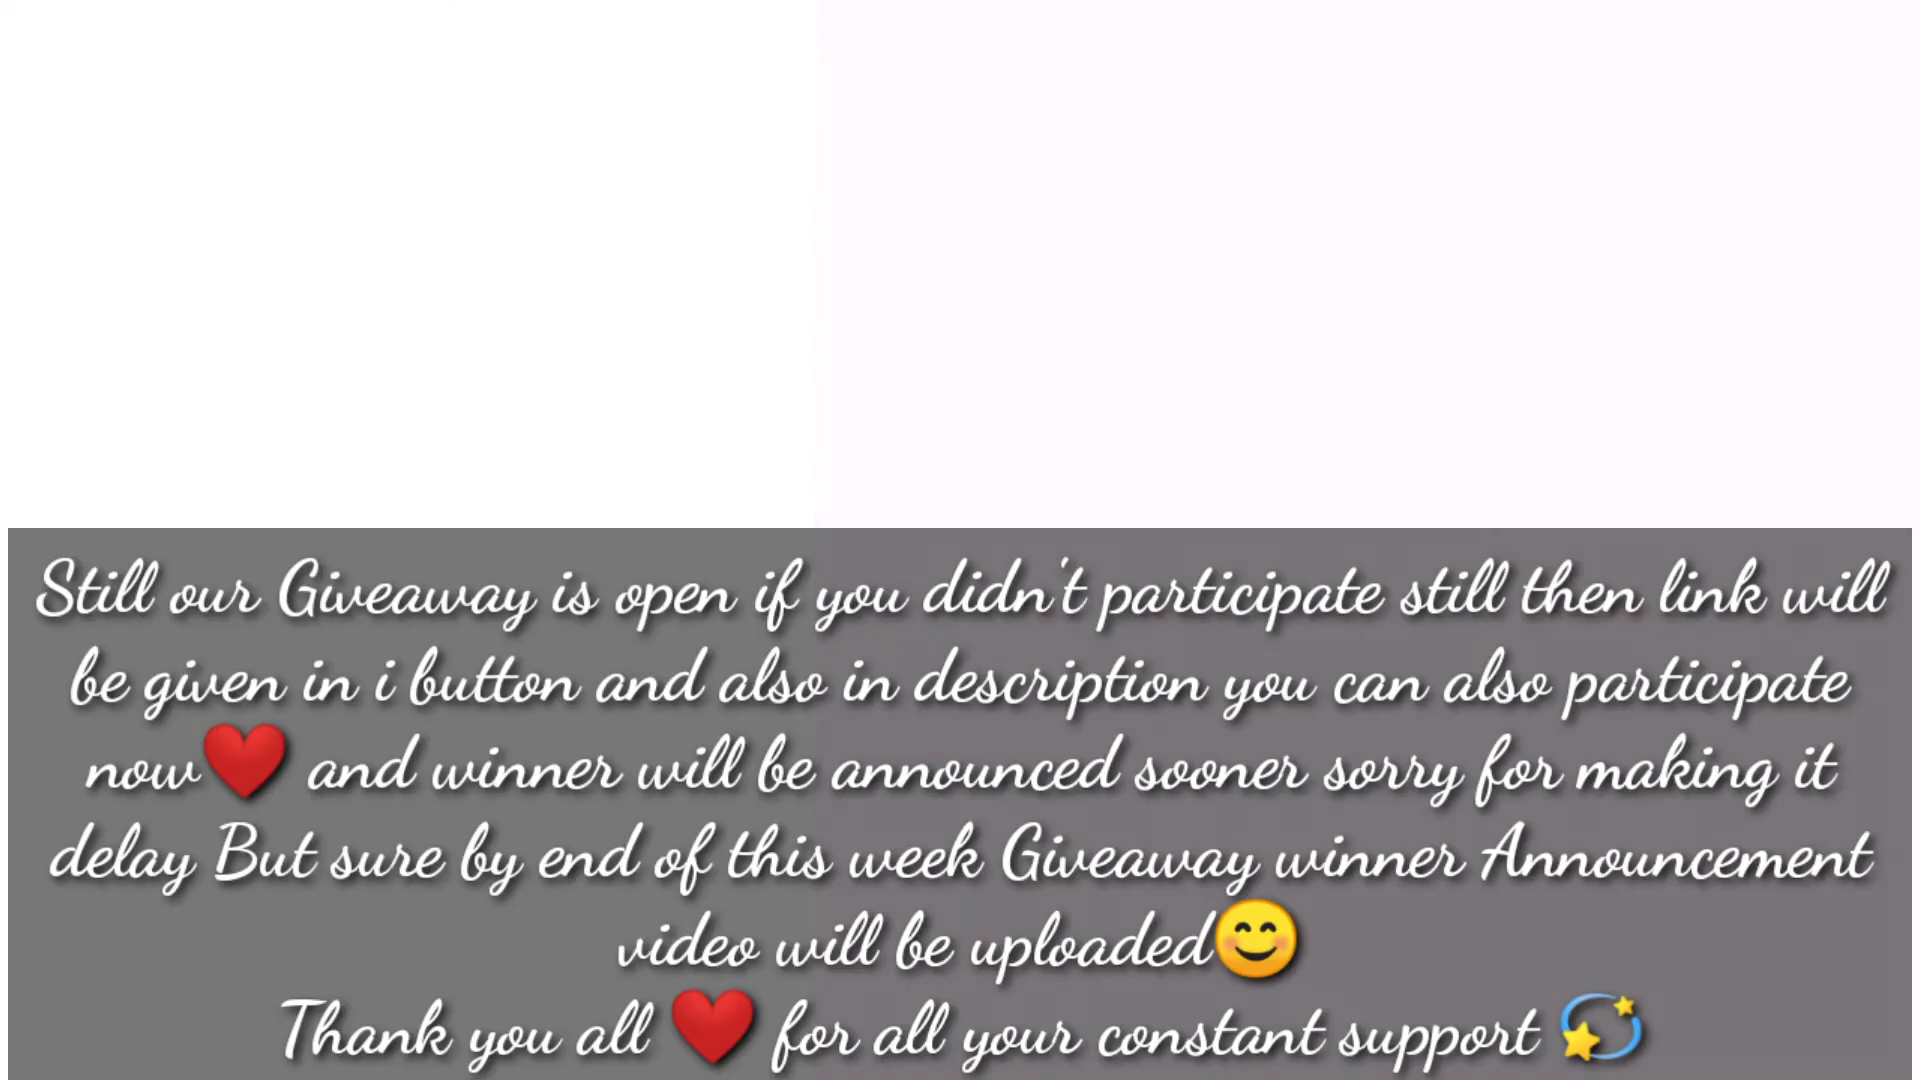 Still our Giveaway is open if you didn't participate still then link will
be given in i button and also in description you can also participate
now❤️ and winner will be announced sooner sorry for making it
delay But sure by end of this week Giveaway winner Announcement
video will be uploaded😊
Thank you all ❤️ for all your constant support 💫